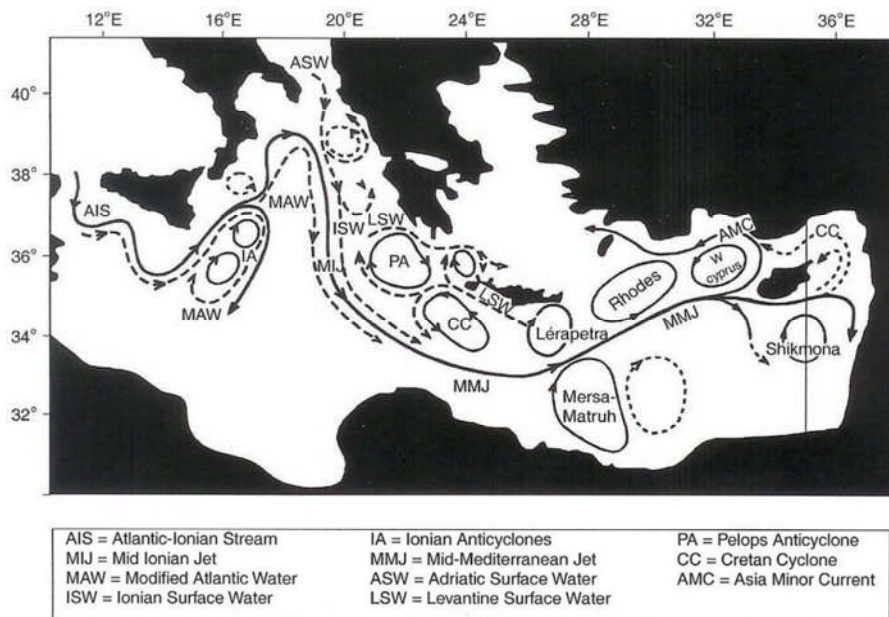 12°E 16°E 20°E 24°E 28°E 32°E 36°E
40°
38°
36°
34°
32°
ASW
AIS
MAW
ISW
LSW
IA
MIJ
PA
MAW
AMC
CC
W
cyprus
Rhodes
LSW
CC
Lérapetra
MMJ
Shikmona
MMJ
Mersa-
Matruh
AIS = Atlantic-Ionian Stream
MIJ = Mid Ionian Jet
MAW = Modified Atlantic Water
ISW = Ionian Surface Water
IA = Ionian Anticyclones
MMJ = Mid-Mediterranean Jet
ASW = Adriatic Surface Water
LSW = Levantine Surface Water
PA = Pelops Anticyclone
CC = Cretan Cyclone
AMC = Asia Minor Current